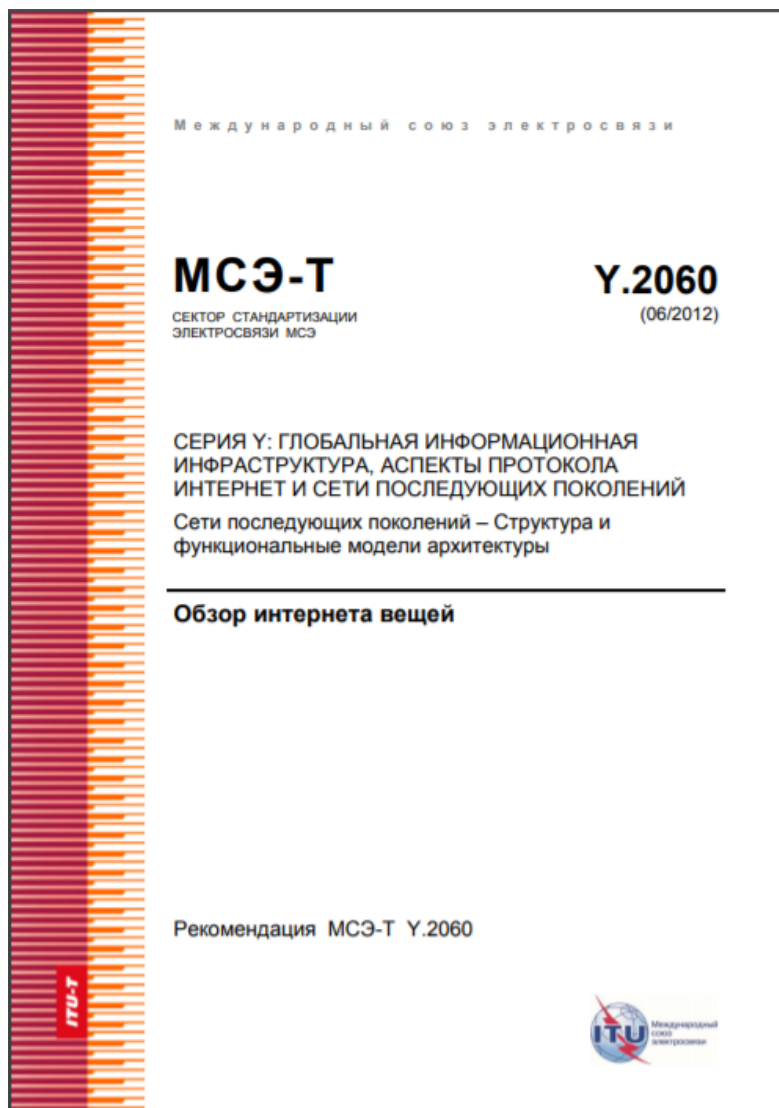 Международный союз электросвязи
МСЭ-Т
Y.2060
СЕКТОР СТАНДАРТИЗАЦИИ
ЭЛЕКТРОСВЯЗИ МСЭ
(06/2012)
СЕРИЯ Y: ГЛОБАЛЬНАЯ ИНФОРМАЦИОННАЯ
ИНФРАСТРУКТУРА, АСПЕКТЫ ПРОТОКОЛА
ИНТЕРНЕТ И СЕТИ ПОСЛЕДУЮЩИХ ПОКОЛЕНИЙ
Сети последующих поколений – Структура и
функциональные модели архитектуры
Обзор интернета вещей
Рекомендация МСЭ-Т Y.2060
ITU-T
ITU
Международный
союз
электросвязи